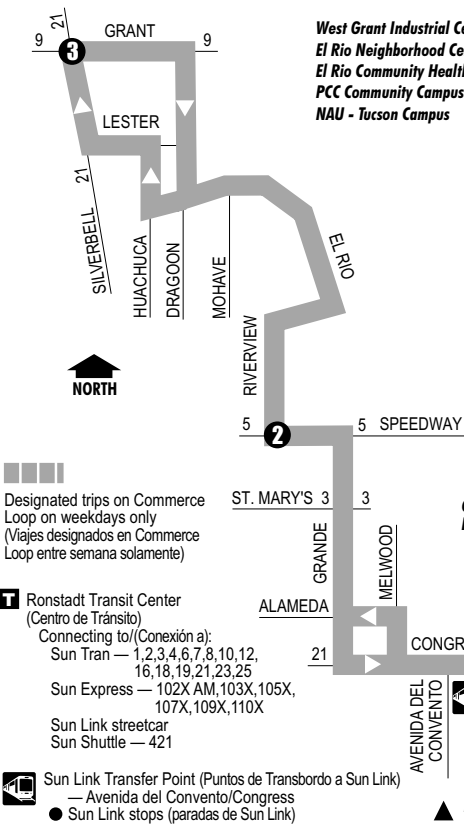 21
GRANT
9
9
3
West Grant Industrial
El Rio Neighborhood
El Rio Community
PCC Community Campus
NAU - Tucson Campus
LESTER
21
SILVERBELL
HUACHUCA
DRAGOON
MOHAVE
EL RIO
RIVERVIEW
NORTH
5
2
5 SPEEDWAY
Designated trips on Commerce
Loop on weekdays only
(Viajes designados en Commerce
Loop entre semana solamente)
ST. MARY'S 3
3
GRANDE
MELWOOD
ALAMEDA
21
AVENIDA DEL
CONVENTO
T Ronstadt Transit Center
(Centro de Tránsito)
Connecting to/(Conexión a):
Sun Tran — 1,2,3,4,6,7,8,10,12,
16,18,19,21,23,25
Sun Express — 102X AM,103X,105X,
107X,109X,110X
Sun Link streetcar
Sun Shuttle — 421
Sun Link Transfer Point (Puntos de Transbordo a Sun Link)
— Avenida del Convento/Congress
● Sun Link stops (paradas de Sun Link)